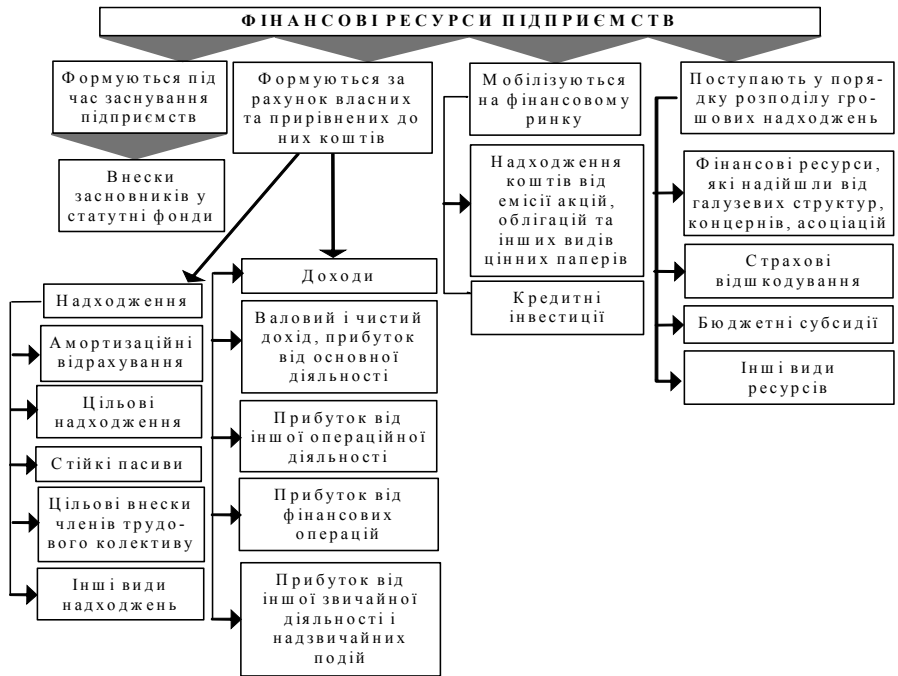 ФІНАНСОВІ РЕСУРСИ ПІДПРИЄМСТВ
Формуються під
час заснування
підприємств
Внески
засновників у
статутні фонди
Формуються за
рахунок власних
та прирівнених до
них коштів
Надходження
Амортизаційні
відрахування
Цільові
надходження
Стійкі пасиви
Цільові внески
членів трудо-
вого колективу
Інші види
надходжень
Доходи
Валовий і чистий
дохід, прибуток
від основної
діяльності
Прибуток від
іншої операційної
діяльності
Прибуток від
фінансових
операцій
Прибуток від
іншої звичайної
діяльності і
надзвичайних
подій
Мобілізуються
на фінансовому
ринку
Надходження
коштів від
емісії акцій,
облігацій та
інших видів
цінних паперів
Кредитні
інвестиції
Поступають у поря-
дку розподілу гро-
шових надходжень
Фінансові ресурси,
які надійшли від
галузевих структур,
концернів, асоціацій
Страхові
відшкодування
Бюджетні субсидії
Інші види
ресурсів